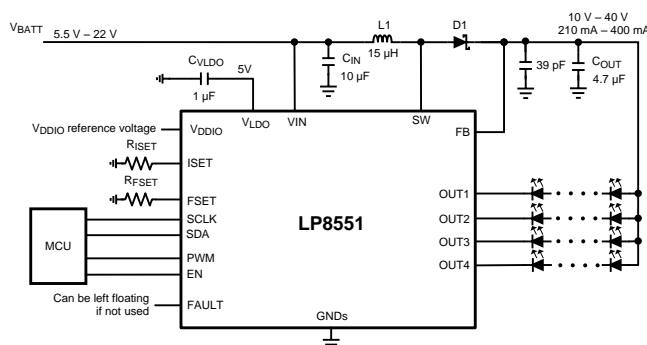 VBATT
5.5 V – 22 V
L1
D1
10 V – 40 V
210 mA – 400 mA
15 µH
CVLDO
5V
1 µF
CIN
10 µF
39 pF
COUT
4.7 µF
VDDIO reference voltage
VDDIO
VLDO
VIN
SW
FB
RISET
ISET
RFSET
FSET
OUT1
SCLK
LP8551
OUT2
MCU
SDA
OUT3
PWM
OUT4
EN
Can be left floating
if not used
FAULT
GNDs